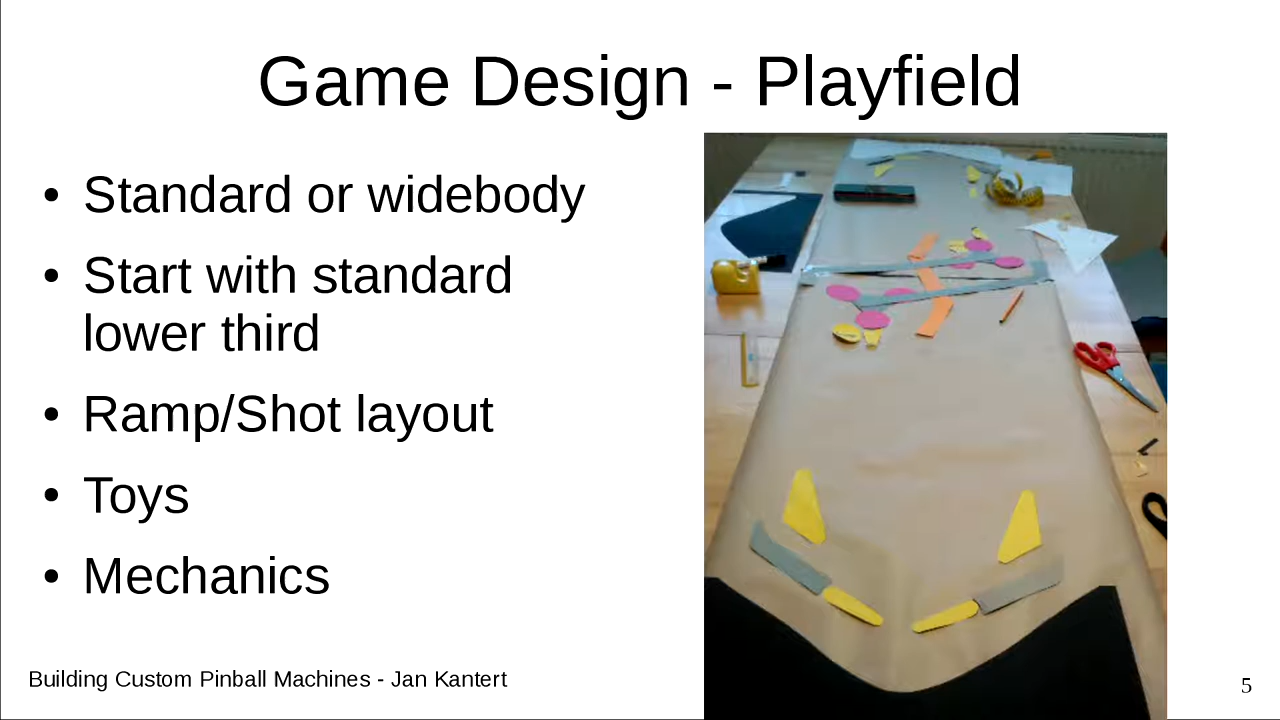 Game Design - Playfield
• Standard or widebody
• Start with standard
lower third
• Ramp/Shot layout
• Toys
• Mechanics
Building Custom Pinball Machines - Jan Kantert
5